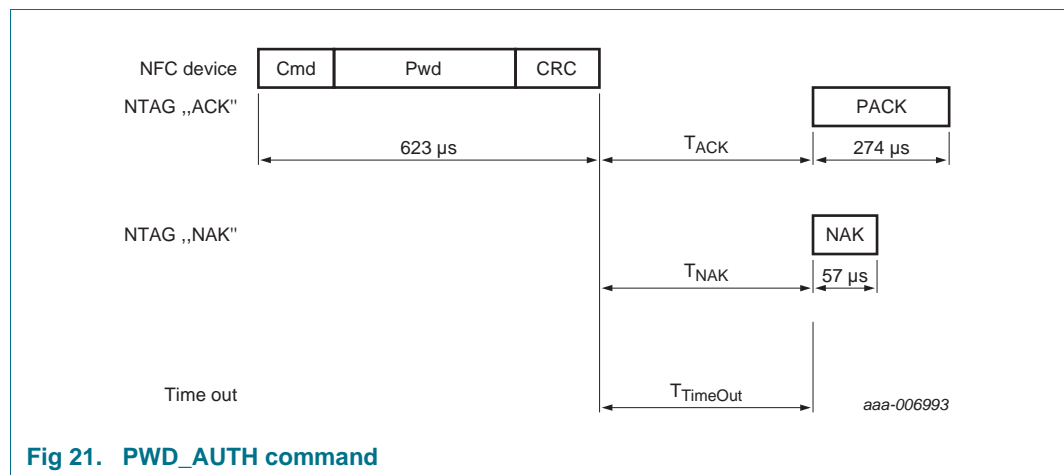 NFC device Cmd Pwd CRC
NTAG ,,ACK" PACK
623 µs TACK 274 µs
NTAG ,,NAK" NAK
TNAK 57 µs
Time out TTimeOut aaa-006993
Fig 21. PWD_AUTH command